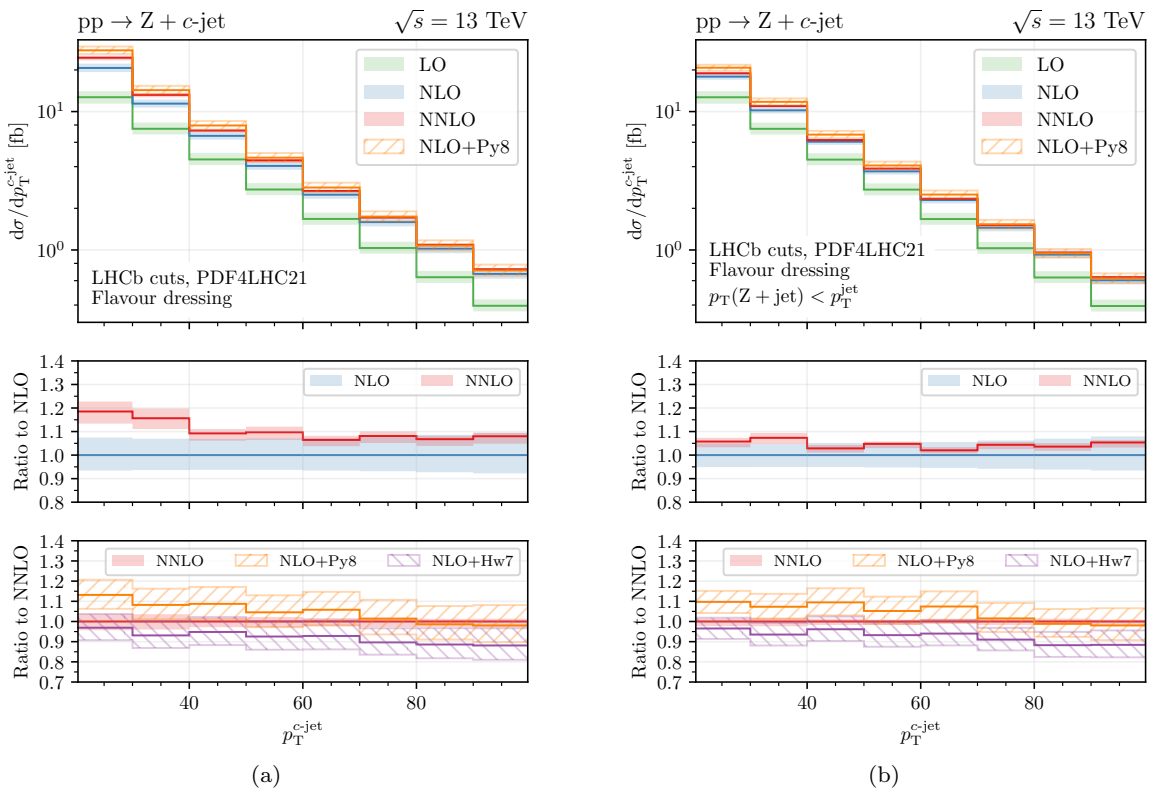 pp → Z + c-jet √s = 13 TeV
dσ/dp_T^{c-jet} [fb]
10¹
10⁰
LO
NLO
NNLO
NLO+Py8
LHCb cuts, PDF4LHC21
Flavour dressing
Ratio to NLO
1.4
1.3
1.2
1.1
1.0
0.9
0.8
NLO NNLO
Ratio to NNLO
1.4
1.3
1.2
1.1
1.0
0.9
0.8
0.7
NNLO NLO+Py8 NLO+Hw7
40 60 80
p_T^{c-jet}
(a)
pp → Z + c-jet √s = 13 TeV
dσ/dp_T^{c-jet} [fb]
10¹
10⁰
LO
NLO
NNLO
NLO+Py8
LHCb cuts, PDF4LHC21
Flavour dressing
p_T(Z + jet) < p_T^{jet}
Ratio to NLO
1.4
1.3
1.2
1.1
1.0
0.9
0.8
NLO NNLO
Ratio to NNLO
1.4
1.3
1.2
1.1
1.0
0.9
0.8
0.7
NNLO NLO+Py8 NLO+Hw7
40 60 80
p_T^{c-jet}
(b)